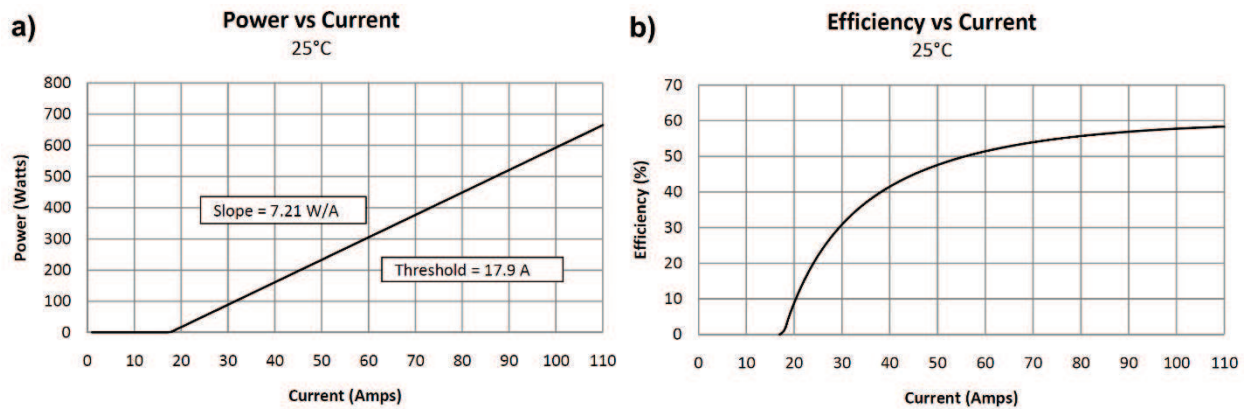 a)
Power vs Current
25°C
Power (Watts)
800
700
600
500
400
300
200
100
0
Slope = 7.21 W/A
Threshold = 17.9 A
0 10 20 30 40 50 60 70 80 90 100 110
Current (Amps)
b)
Efficiency vs Current
25°C
Efficiency (%)
70
60
50
40
30
20
10
0
0 10 20 30 40 50 60 70 80 90 100 110
Current (Amps)